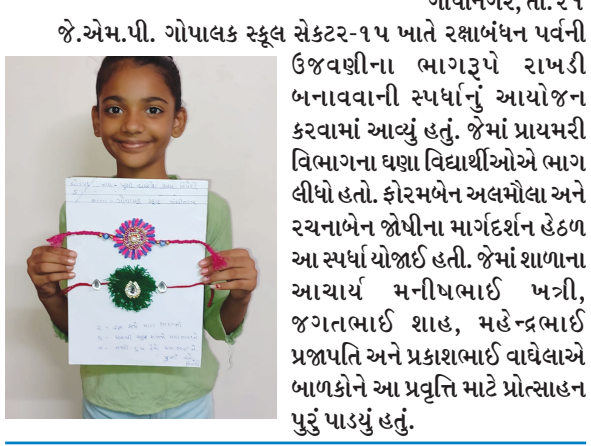 તા.૨૧
જે.એમ.પી. ગોપાલક સ્કૂલ સેક્ટર-૧૫ ખાતે રક્ષાબંધન પર્વની
ઉજવણીના ભાગરૂપે રાખડી
બનાવવાની સ્પર્ધાનું આયોજન
કરવામાં આવ્યું હતું. જેમાં પ્રાયમરી
વિભાગના ઘણા વિદ્યાર્થીઓએ ભાગ
લીધો હતો. ફોરમબેન અલમૌલા અને
રચનાબેન જોષીના માર્ગદર્શન હેઠળ
આ સ્પર્ધા યોજાઈ હતી. જેમાં શાળાના
આચાર્ય મનીષભાઈ ખત્રી,
જગતભાઈ શાહ, મહેન્દ્રભાઈ
પ્રજાપતિ અને પ્રકાશભાઈ વાઘેલાએ
બાળકોને આ પ્રવૃત્તિ માટે પ્રોત્સાહન
પુરું પાડયું હતું.